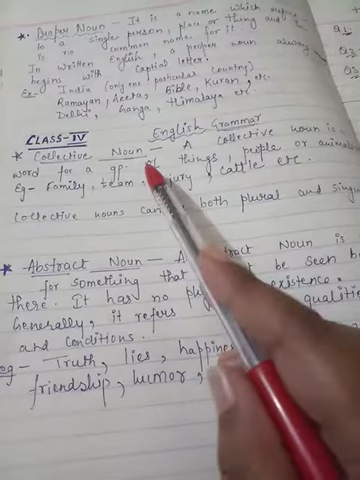 * Proper Noun - It is a name which refers
to a single person, place or thing and
is no common name for it
In written English a proper noun always
begins with capital letter.
Ex- India (only one particular country)
Ramayan, Geeta, Bible, Kuran, etc.
Delhi, Ganga, Himalaya etc.
Q1
Q2
English Grammar
CLASS-IV
* Collective Noun - A collective noun is
word for a gp. of things, people or animals
Eg- Family, team, jury, cattle etc.
Collective nouns can both plural and
* Abstract Noun - A Noun is
for something that be seen
there. It has no existence.
Generally, it refers qualities
and conditions.
Eg- Truth, lies,
friendship, humor,